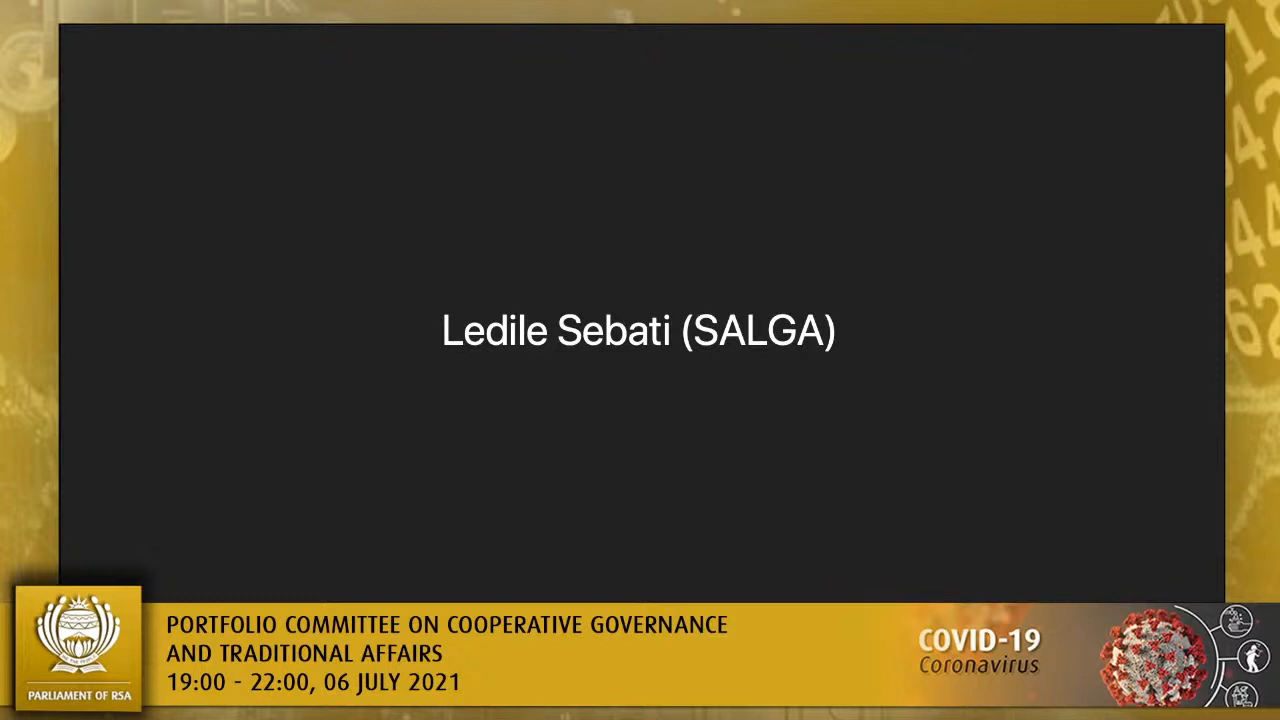 Ledile Sebati (SALGA)
PORTFOLIO COMMITTEE ON COOPERATIVE GOVERNANCE
AND TRADITIONAL AFFAIRS
19:00 - 22:00, 06 JULY 2021
PARLIAMENT OF RSA
COVID-19
Coronavirus